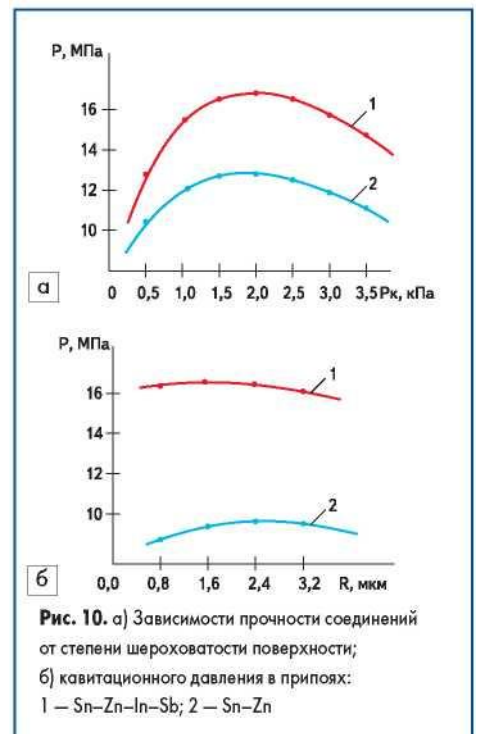 P, МПа
16
14
12
10
1
2
а
0 0,5 1,0 1,5 2,0 2,5 3,0 3,5 Pк, кПа
P, МПа
16
14
12
10
1
2
б
0,0 0,8 1,6 2,4 3,2 R, мкм
Рис. 10. а) Зависимости прочности соединений
от степени шероховатости поверхности;
б) кавитационного давления в припоях:
1 — Sn–Zn–In–Sb; 2 — Sn–Zn